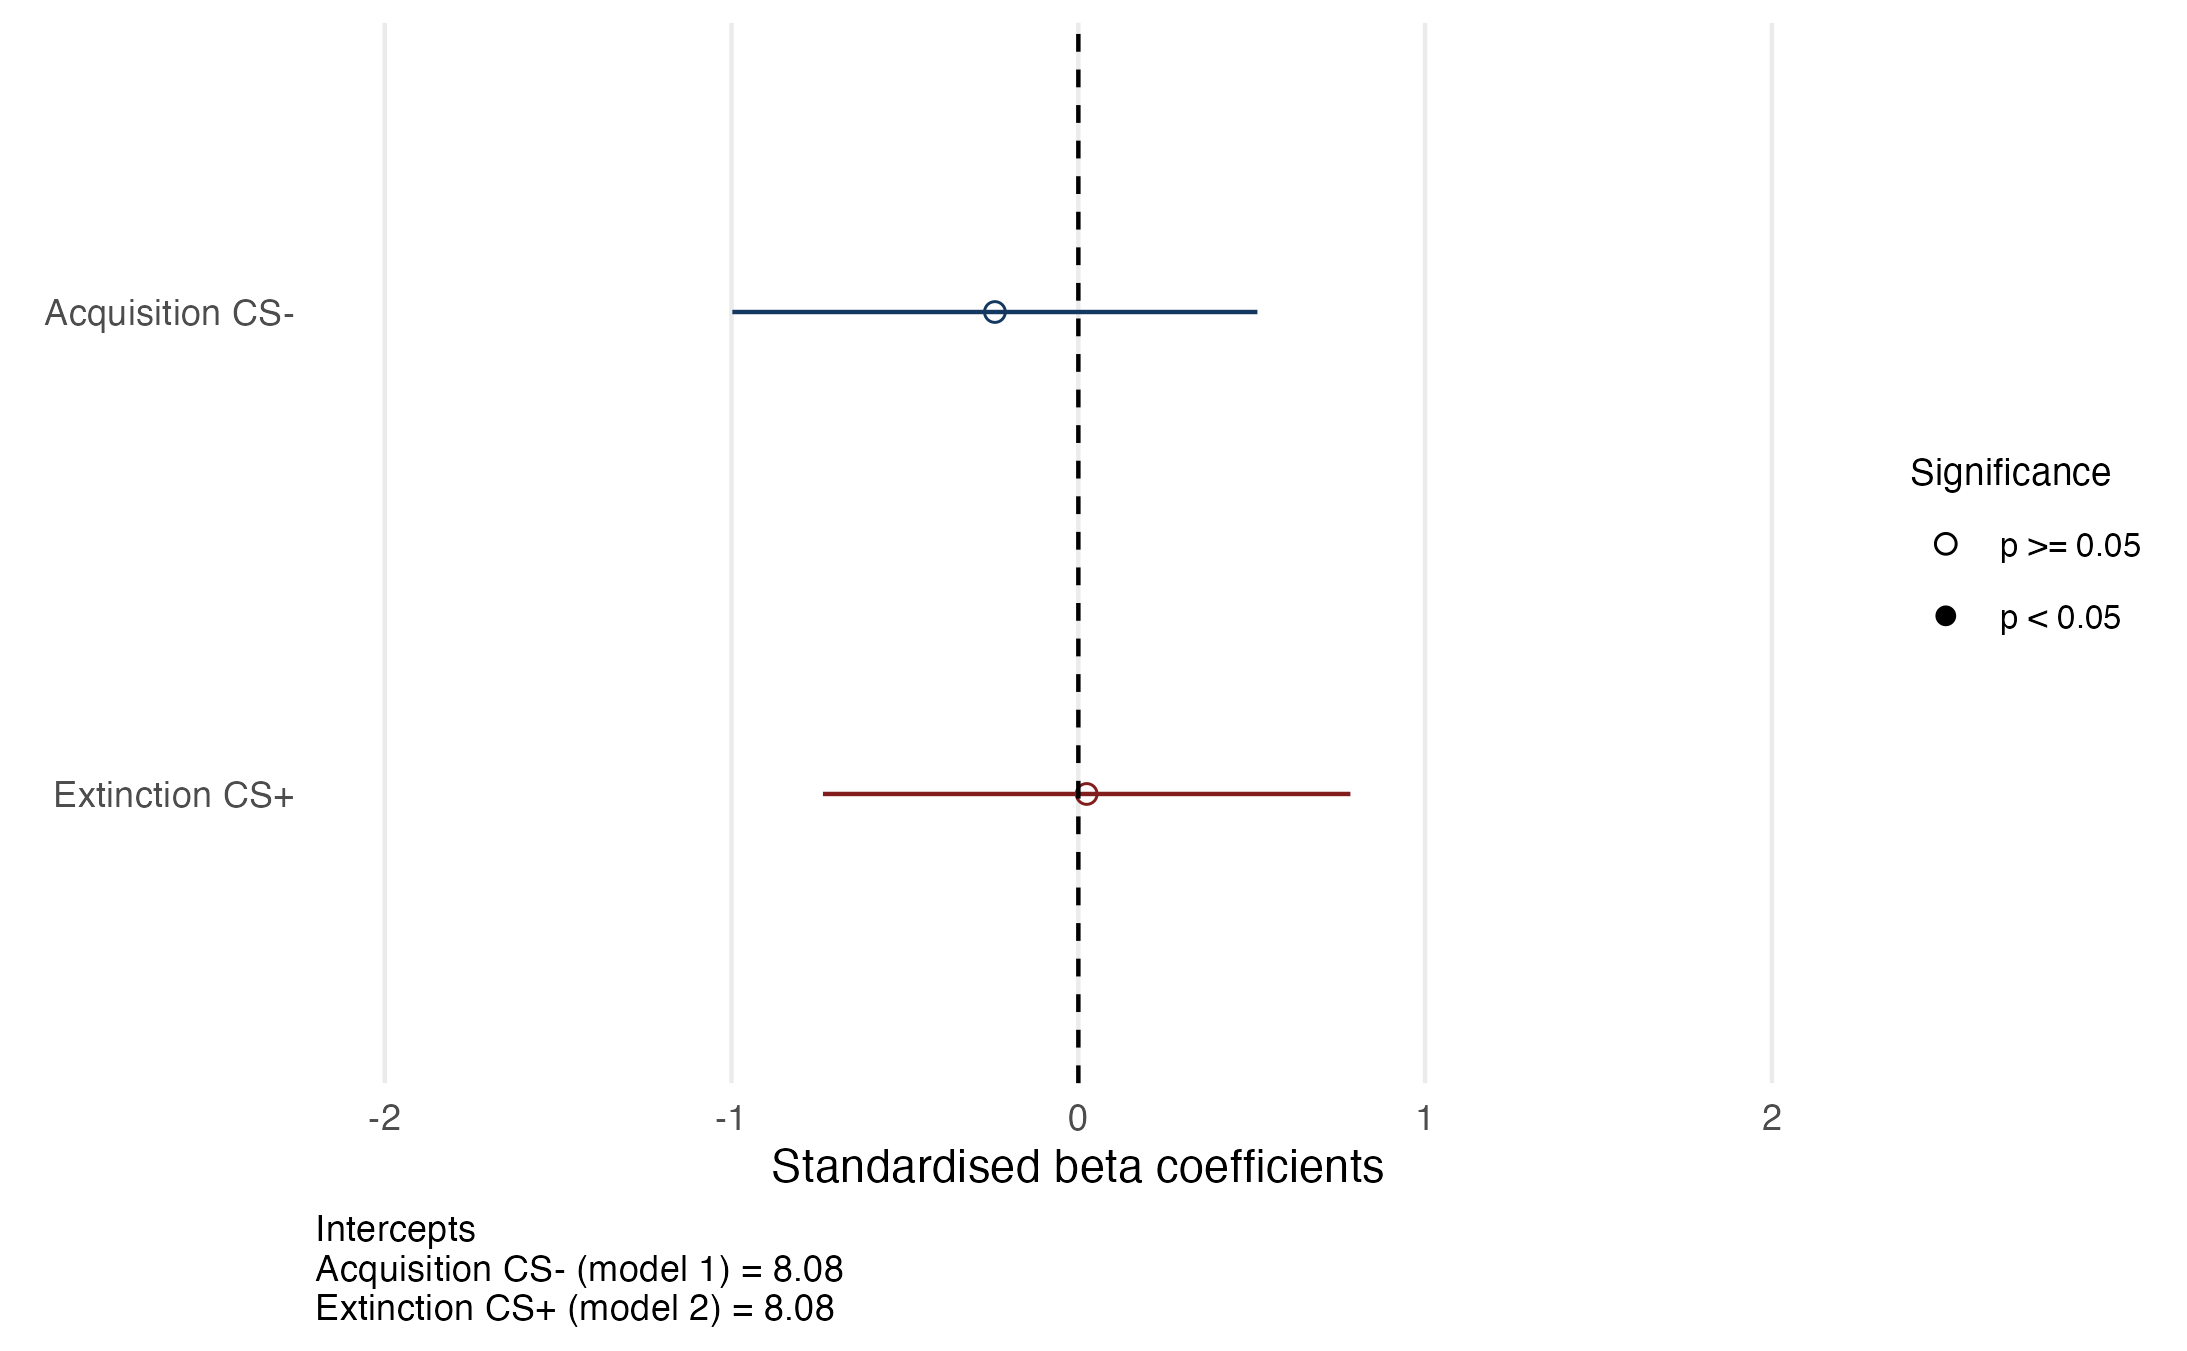 Acquisition CS-
Extinction CS+
Significance
p >= 0.05
p < 0.05
-2 -1 0 1 2
Standardised beta coefficients
Intercepts
Acquisition CS- (model 1) = 8.08
Extinction CS+ (model 2) = 8.08